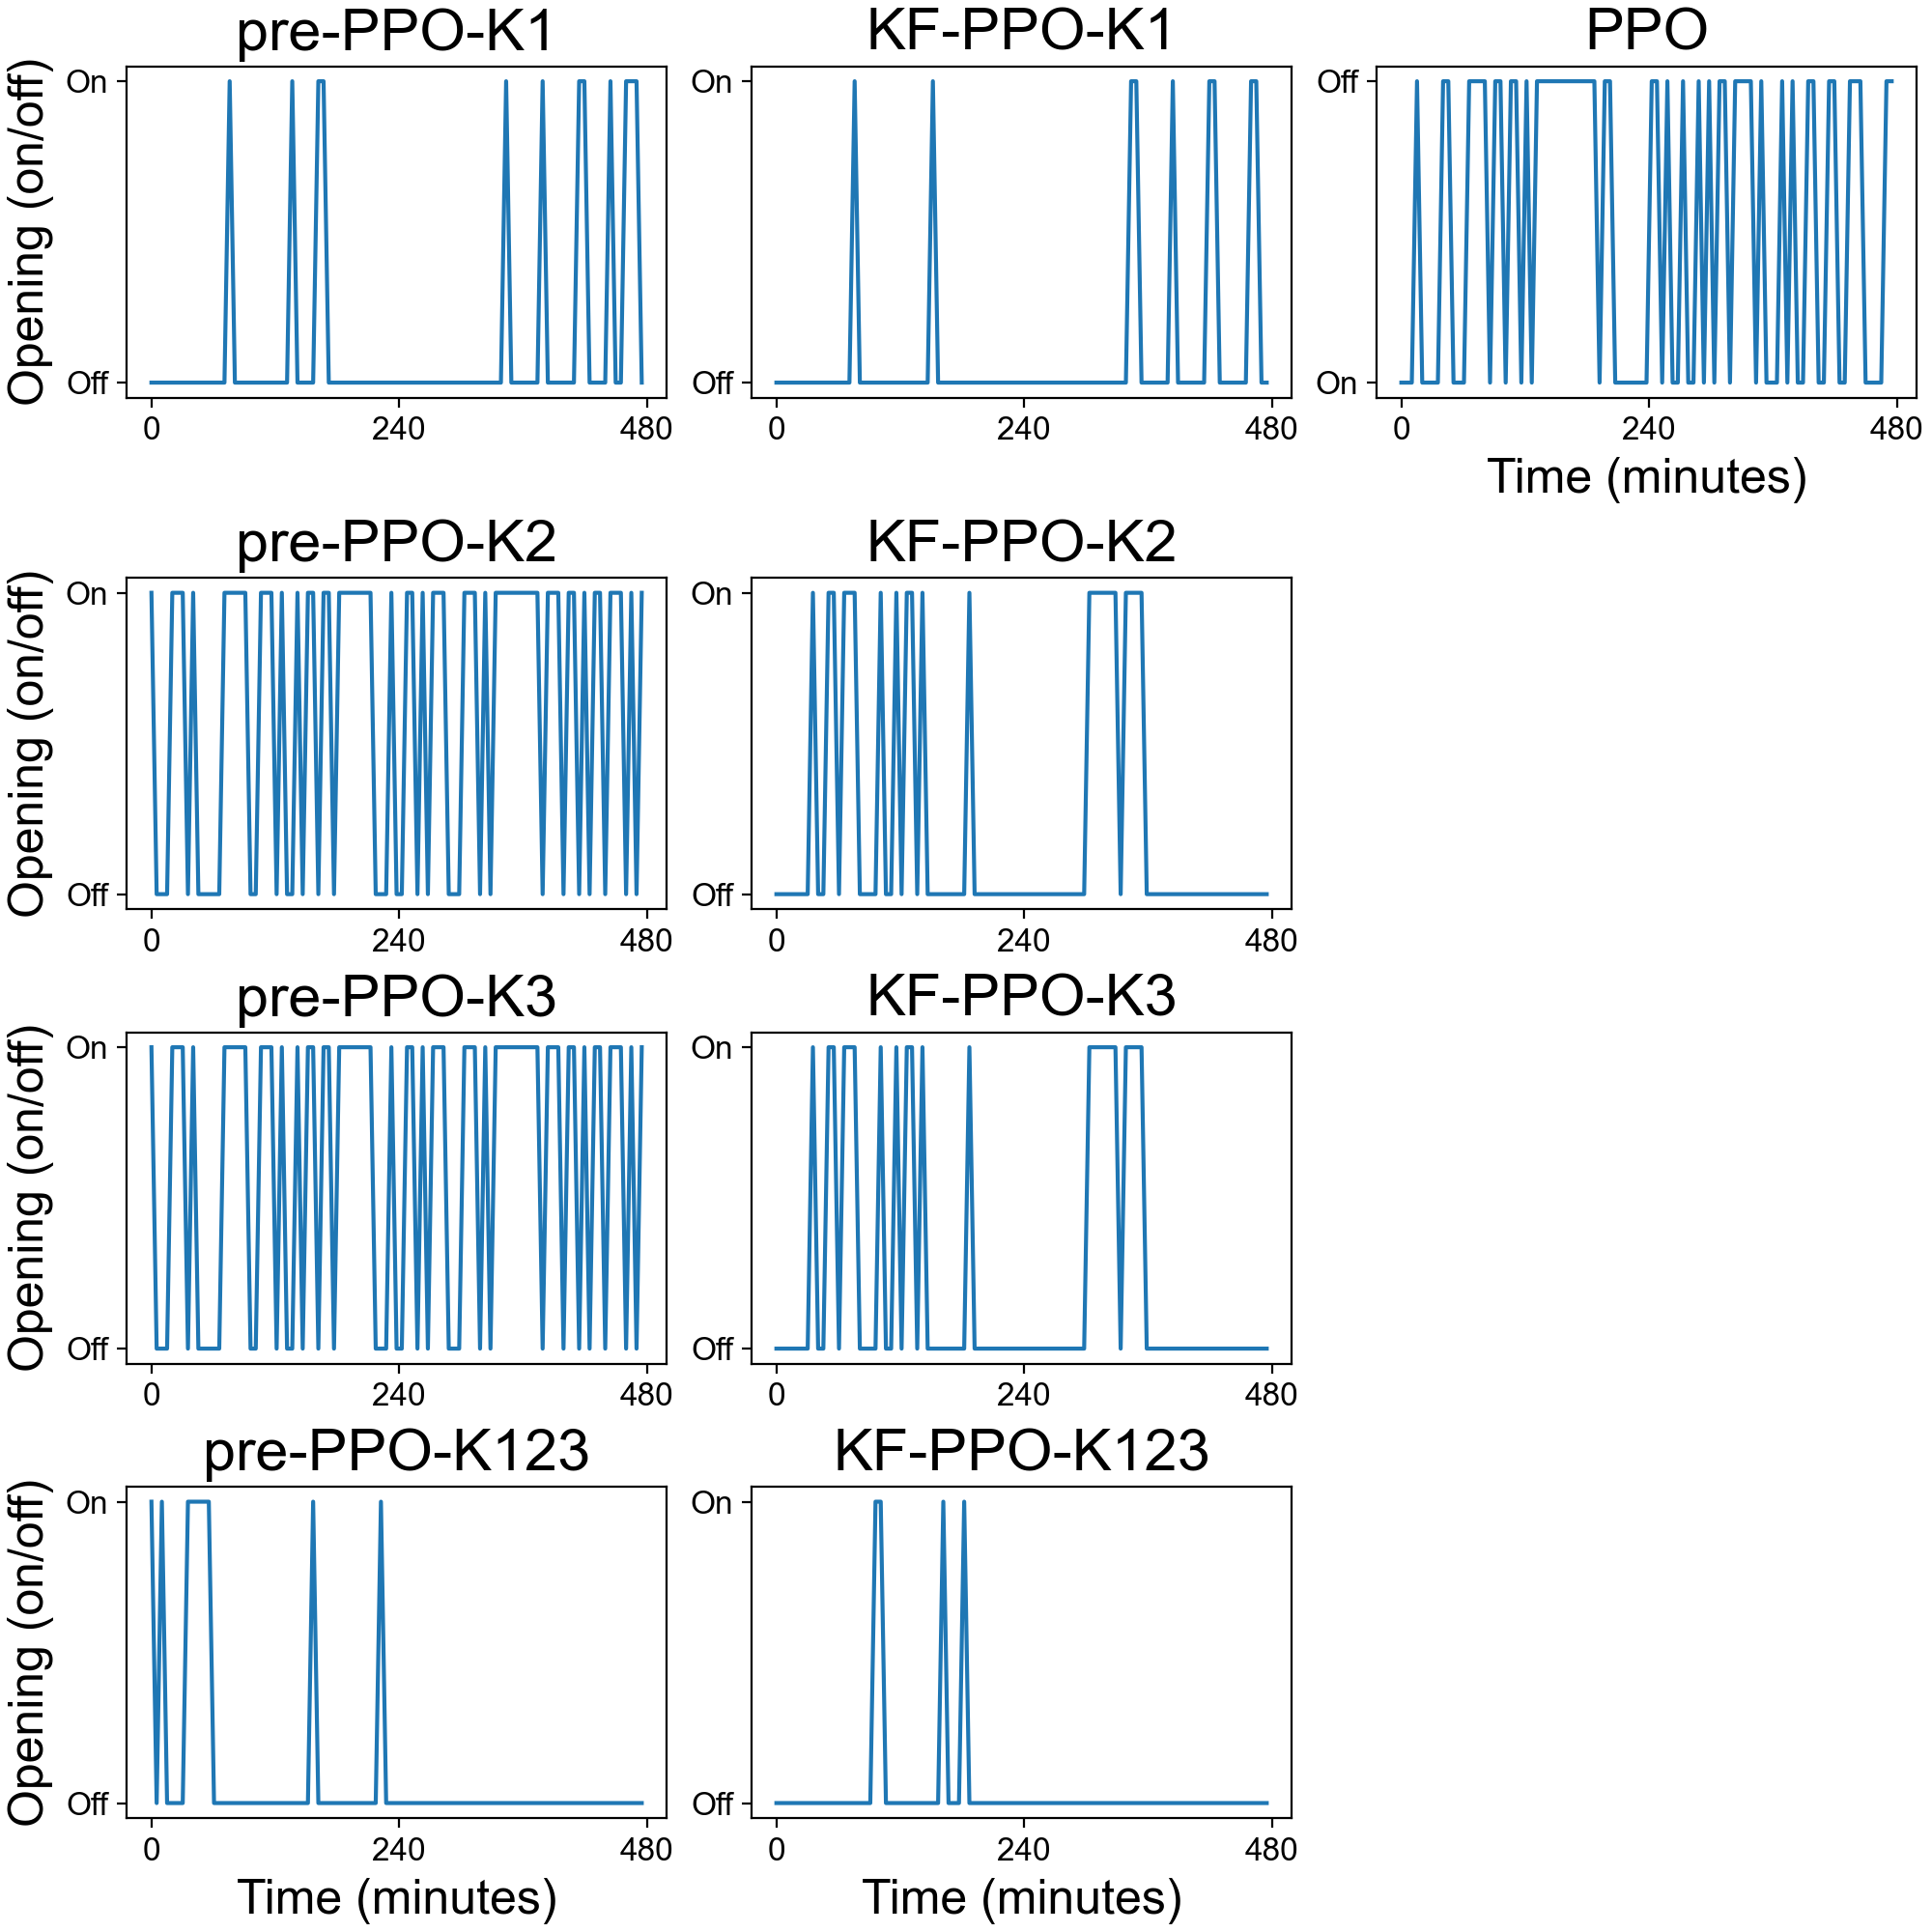 pre-PPO-K1
KF-PPO-K1
PPO
Opening (on/off)
On
Off
0 240 480
On
Off
0 240 480
Off
On
0 240 480
Time (minutes)
pre-PPO-K2
KF-PPO-K2
Opening (on/off)
On
Off
0 240 480
On
Off
0 240 480
pre-PPO-K3
KF-PPO-K3
Opening (on/off)
On
Off
0 240 480
On
Off
0 240 480
pre-PPO-K123
KF-PPO-K123
Opening (on/off)
On
Off
0 240 480
Time (minutes)
On
Off
0 240 480
Time (minutes)